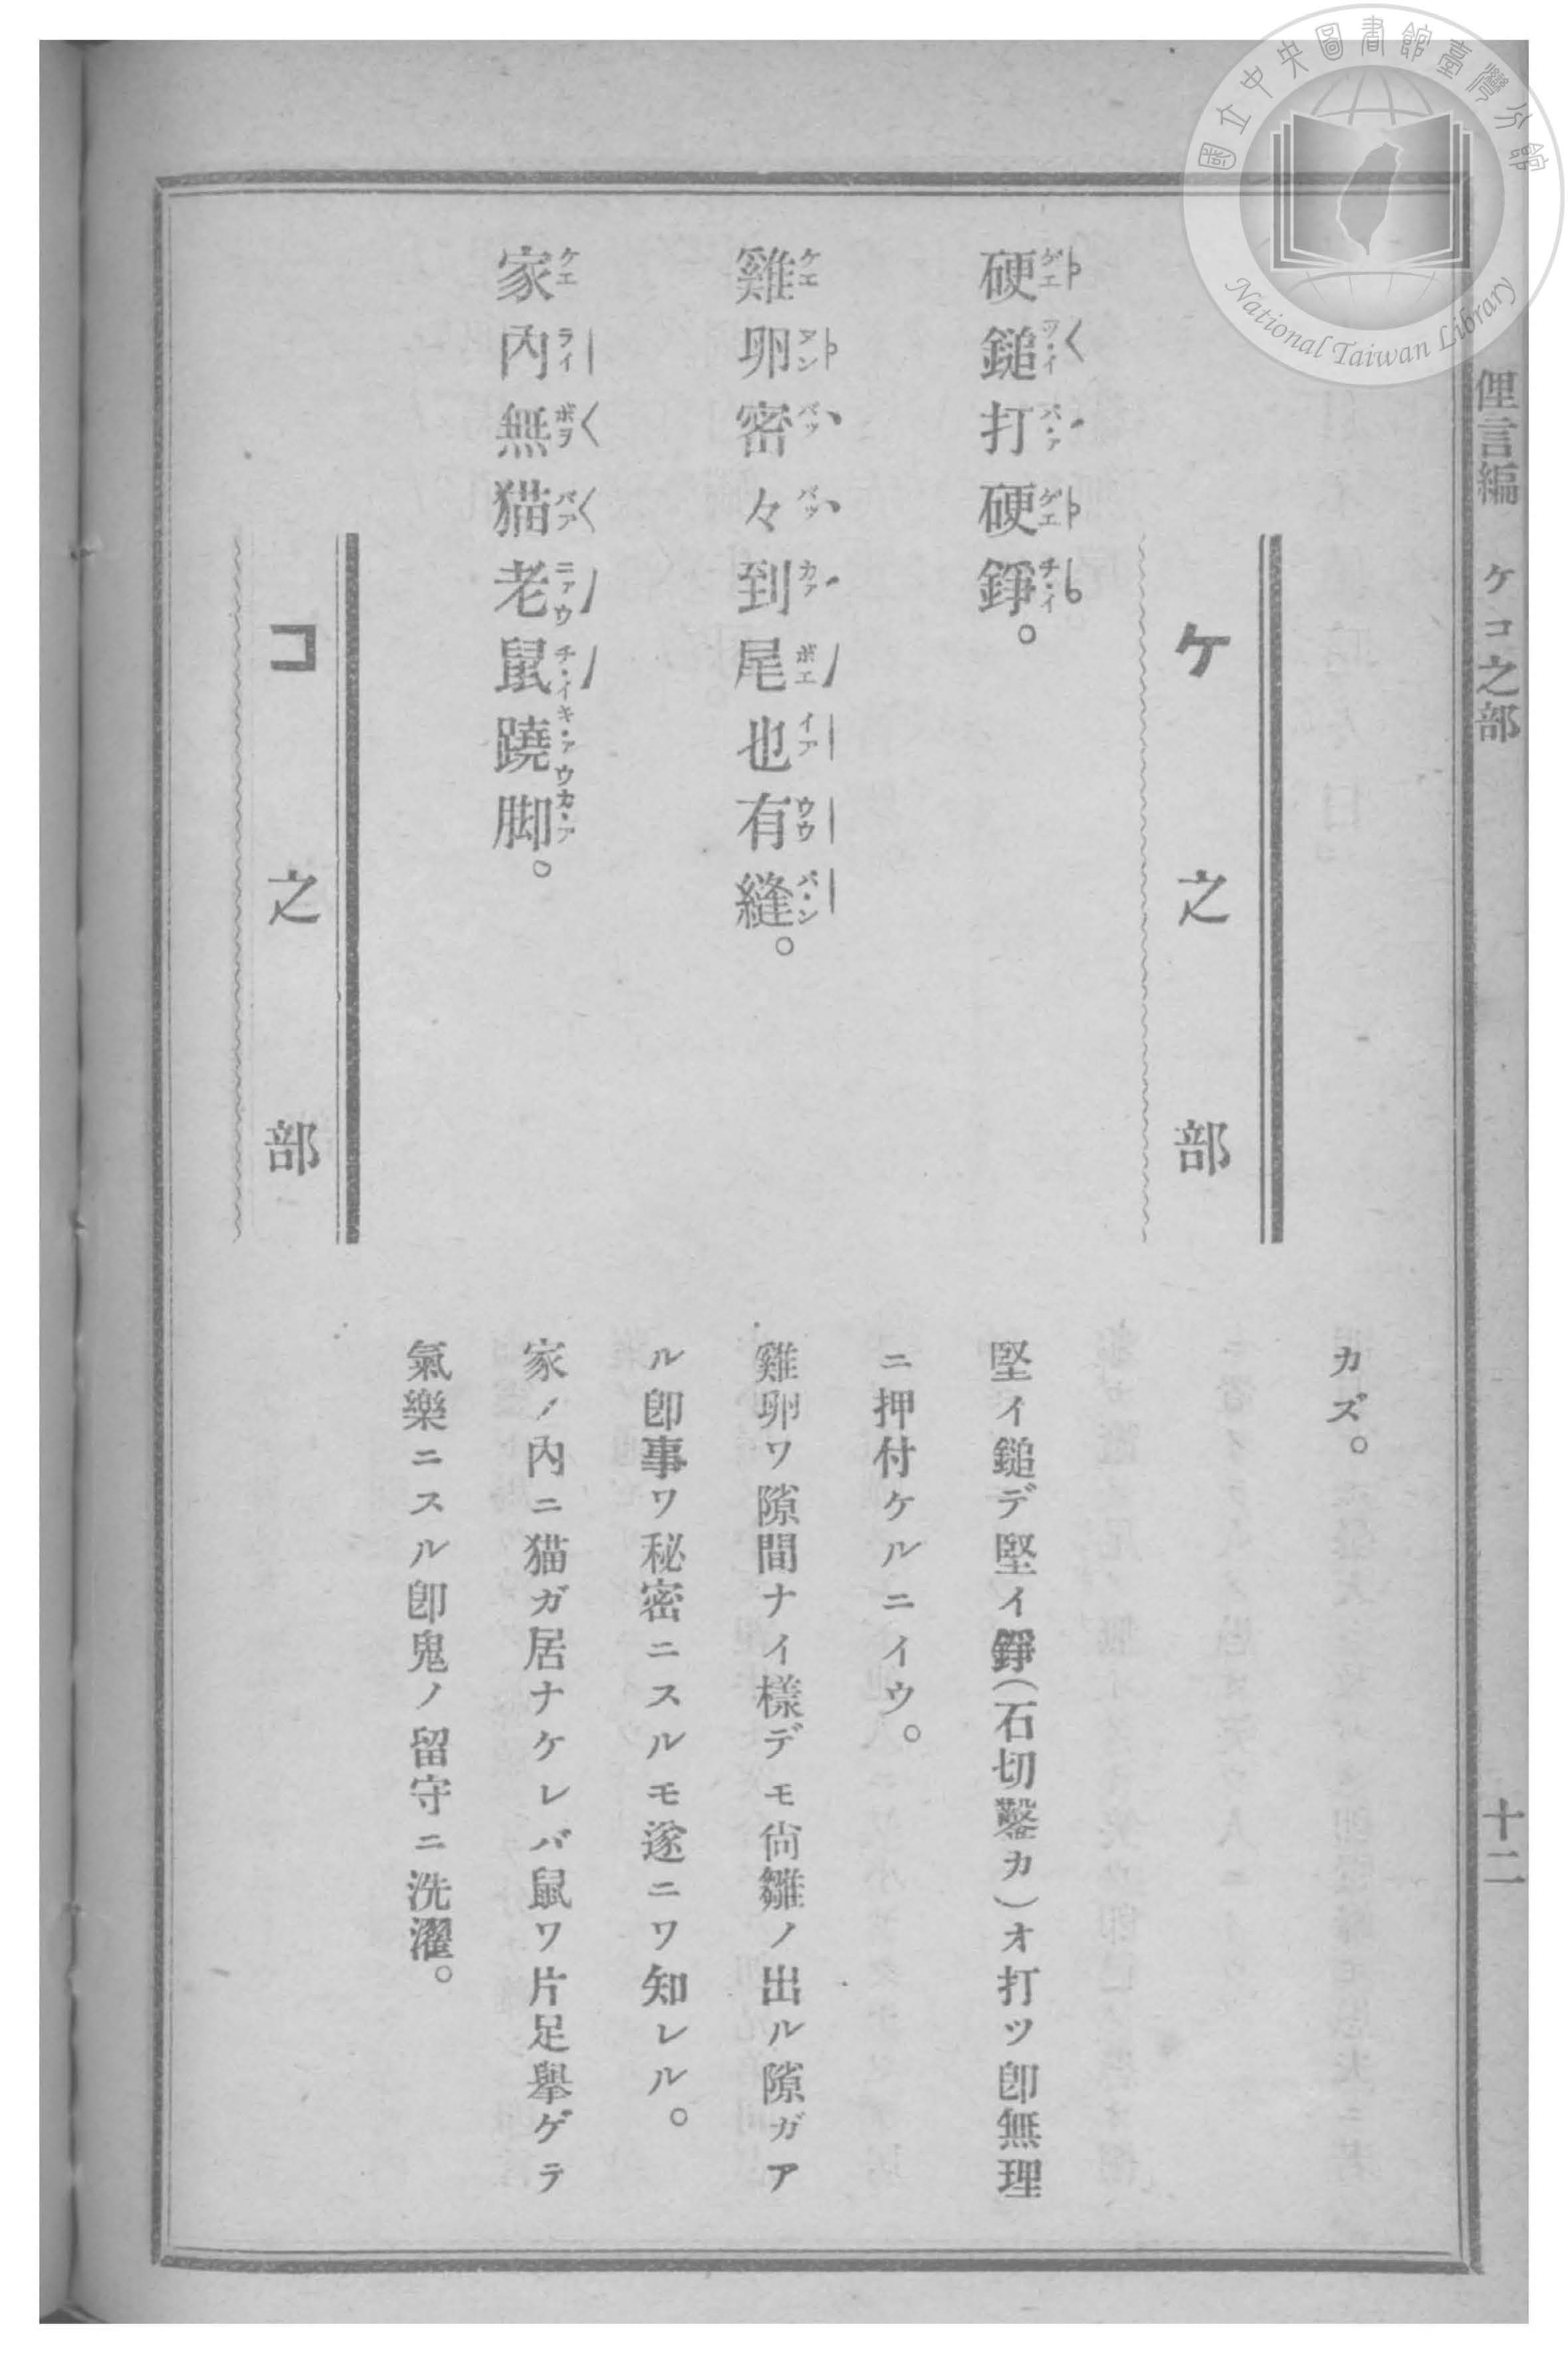 國立中央圖書館臺灣分館
National Taiwan Library
俚言編 ケコ之部
十二
カズ。
ケ之部
硬鎚打硬錚。
堅イ鎚デ堅イ錚(石切鑿カ)オ打ツ卽無理
ニ押付ケルニイウ。
雞卵密々到尾也有縫。
雞卵ワ隙間ナイ樣デモ尙雛ノ出ル隙ガア
ル卽事ワ秘密ニスルモ遂ニワ知レル。
家內無猫老鼠蹺脚。
家ノ內ニ猫ガ居ナケレバ鼠ワ片足擧ゲテ
氣樂ニスル卽鬼ノ留守ニ洗濯。
コ之部